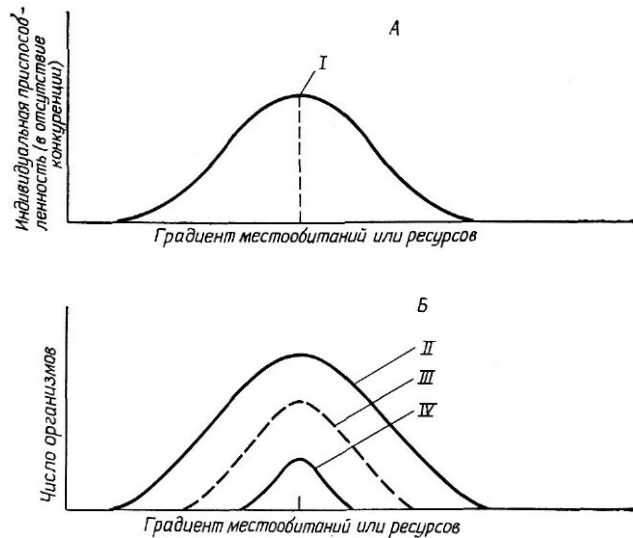 А
I
Индивидуальная приспособ-
ленность (в отсутствие
конкуренции)
Градиент местообитаний или ресурсов
Б
II
III
IV
Число организмов
Градиент местообитаний или ресурсов